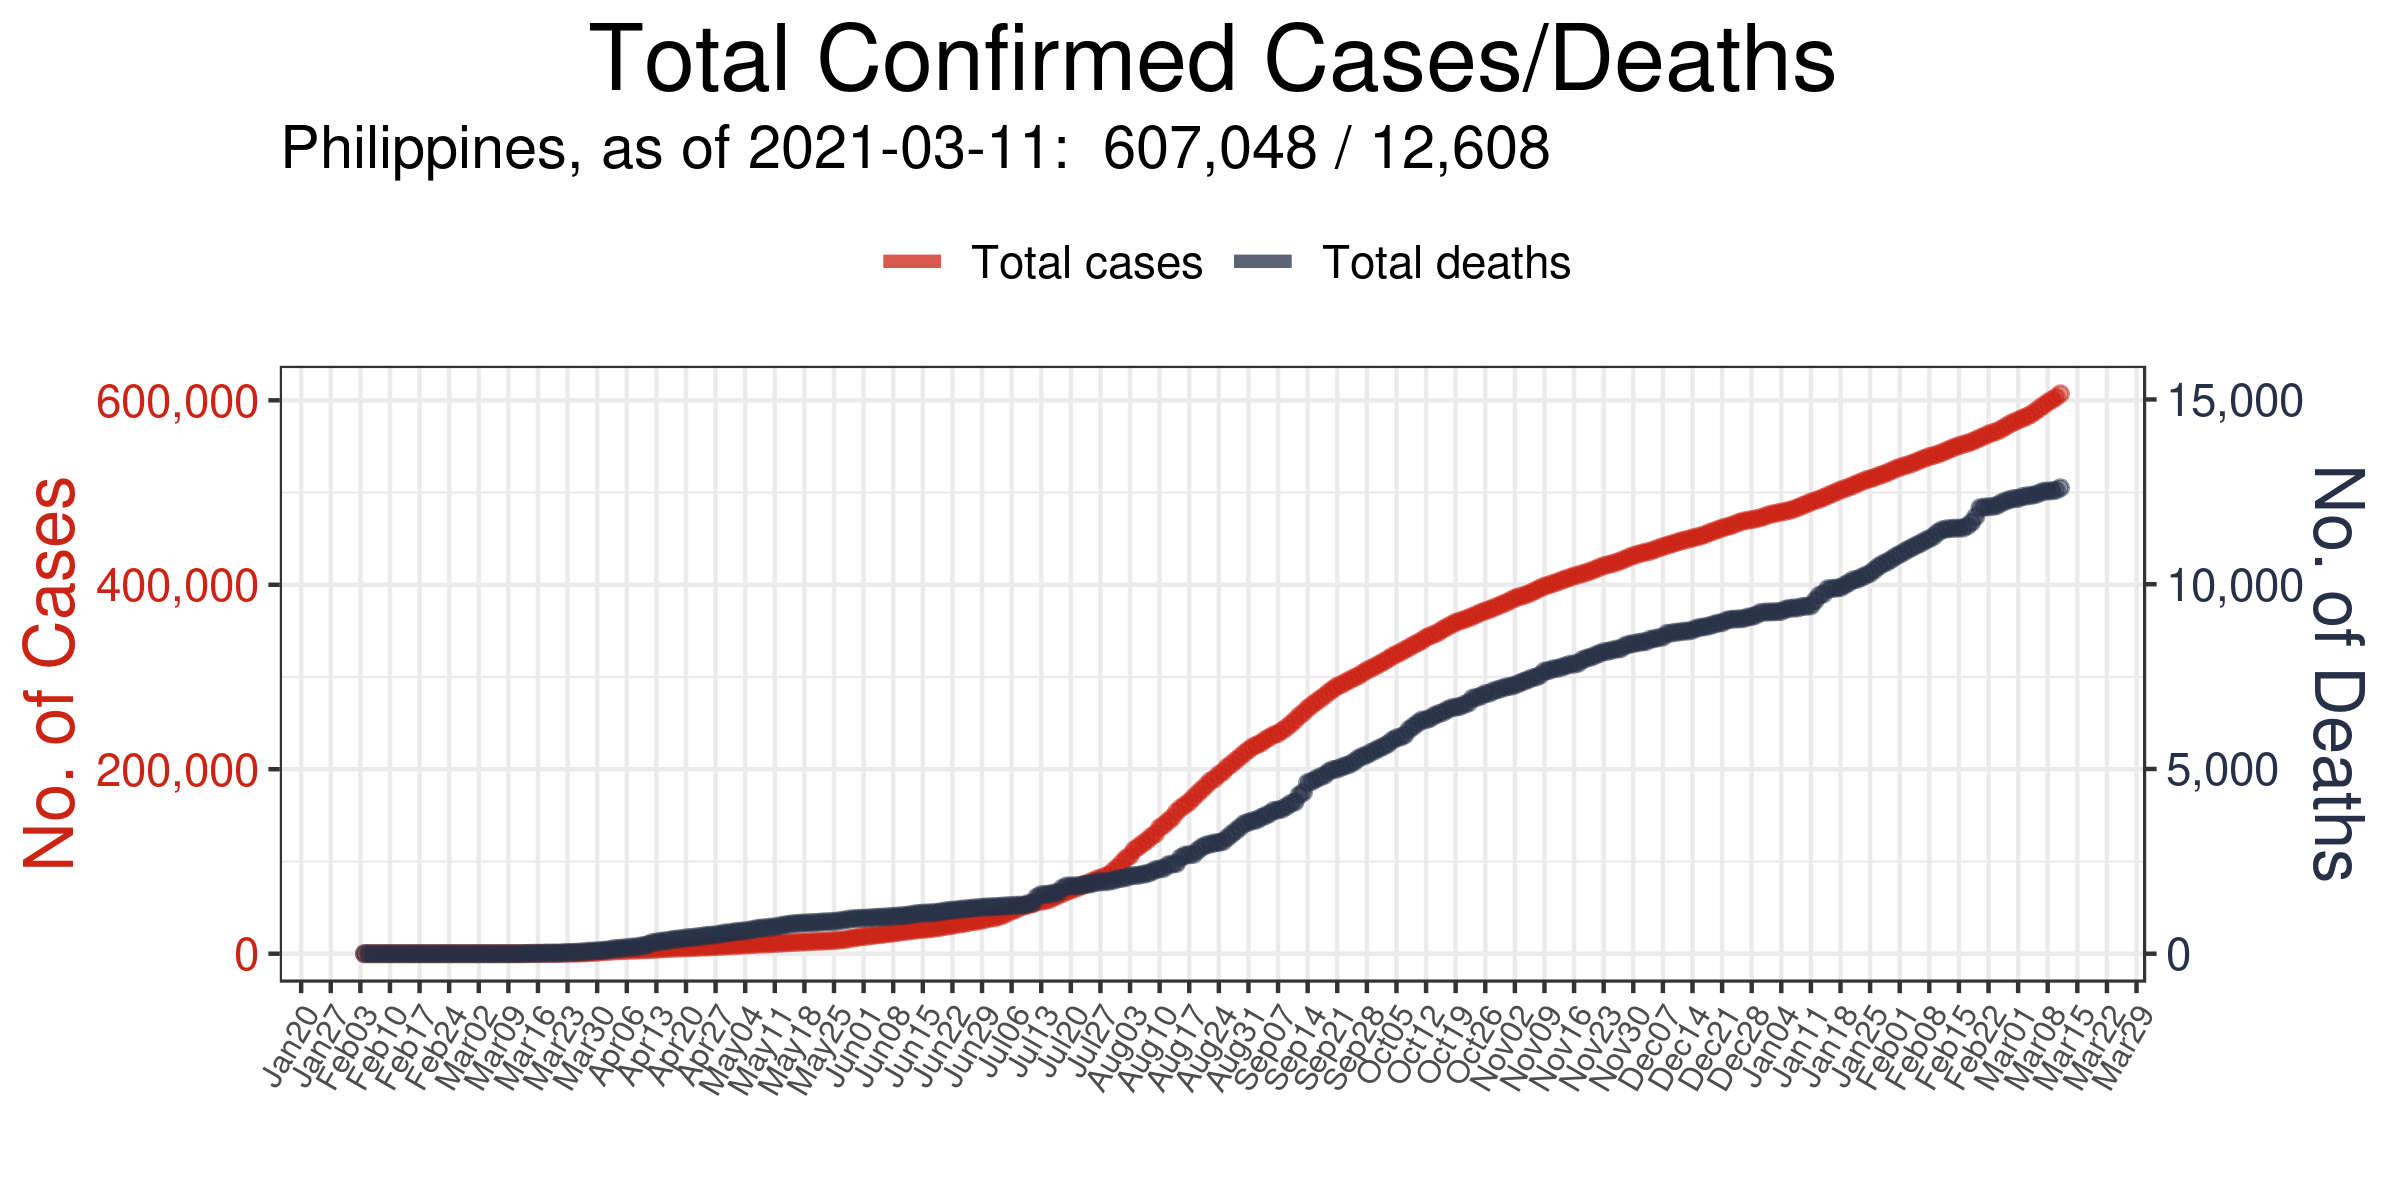 Total Confirmed Cases/Deaths
Philippines, as of 2021-03-11:  607,048 / 12,608
Total cases
Total deaths
No. of Cases
600,000
400,000
200,000
0
15,000
10,000
5,000
0
No. of Deaths
Jan20
Jan27
Feb03
Feb10
Feb17
Feb24
Mar02
Mar09
Mar16
Mar23
Mar30
Apr06
Apr13
Apr20
Apr27
May04
May11
May18
May25
Jun01
Jun08
Jun15
Jun22
Jun29
Jul06
Jul13
Jul20
Jul27
Aug03
Aug10
Aug17
Aug24
Aug31
Sep07
Sep14
Sep21
Sep28
Oct05
Oct12
Oct19
Oct26
Nov02
Nov09
Nov16
Nov23
Nov30
Dec07
Dec14
Dec21
Dec28
Jan04
Jan11
Jan18
Jan25
Feb01
Feb08
Feb15
Feb22
Mar01
Mar08
Mar15
Mar22
Mar29